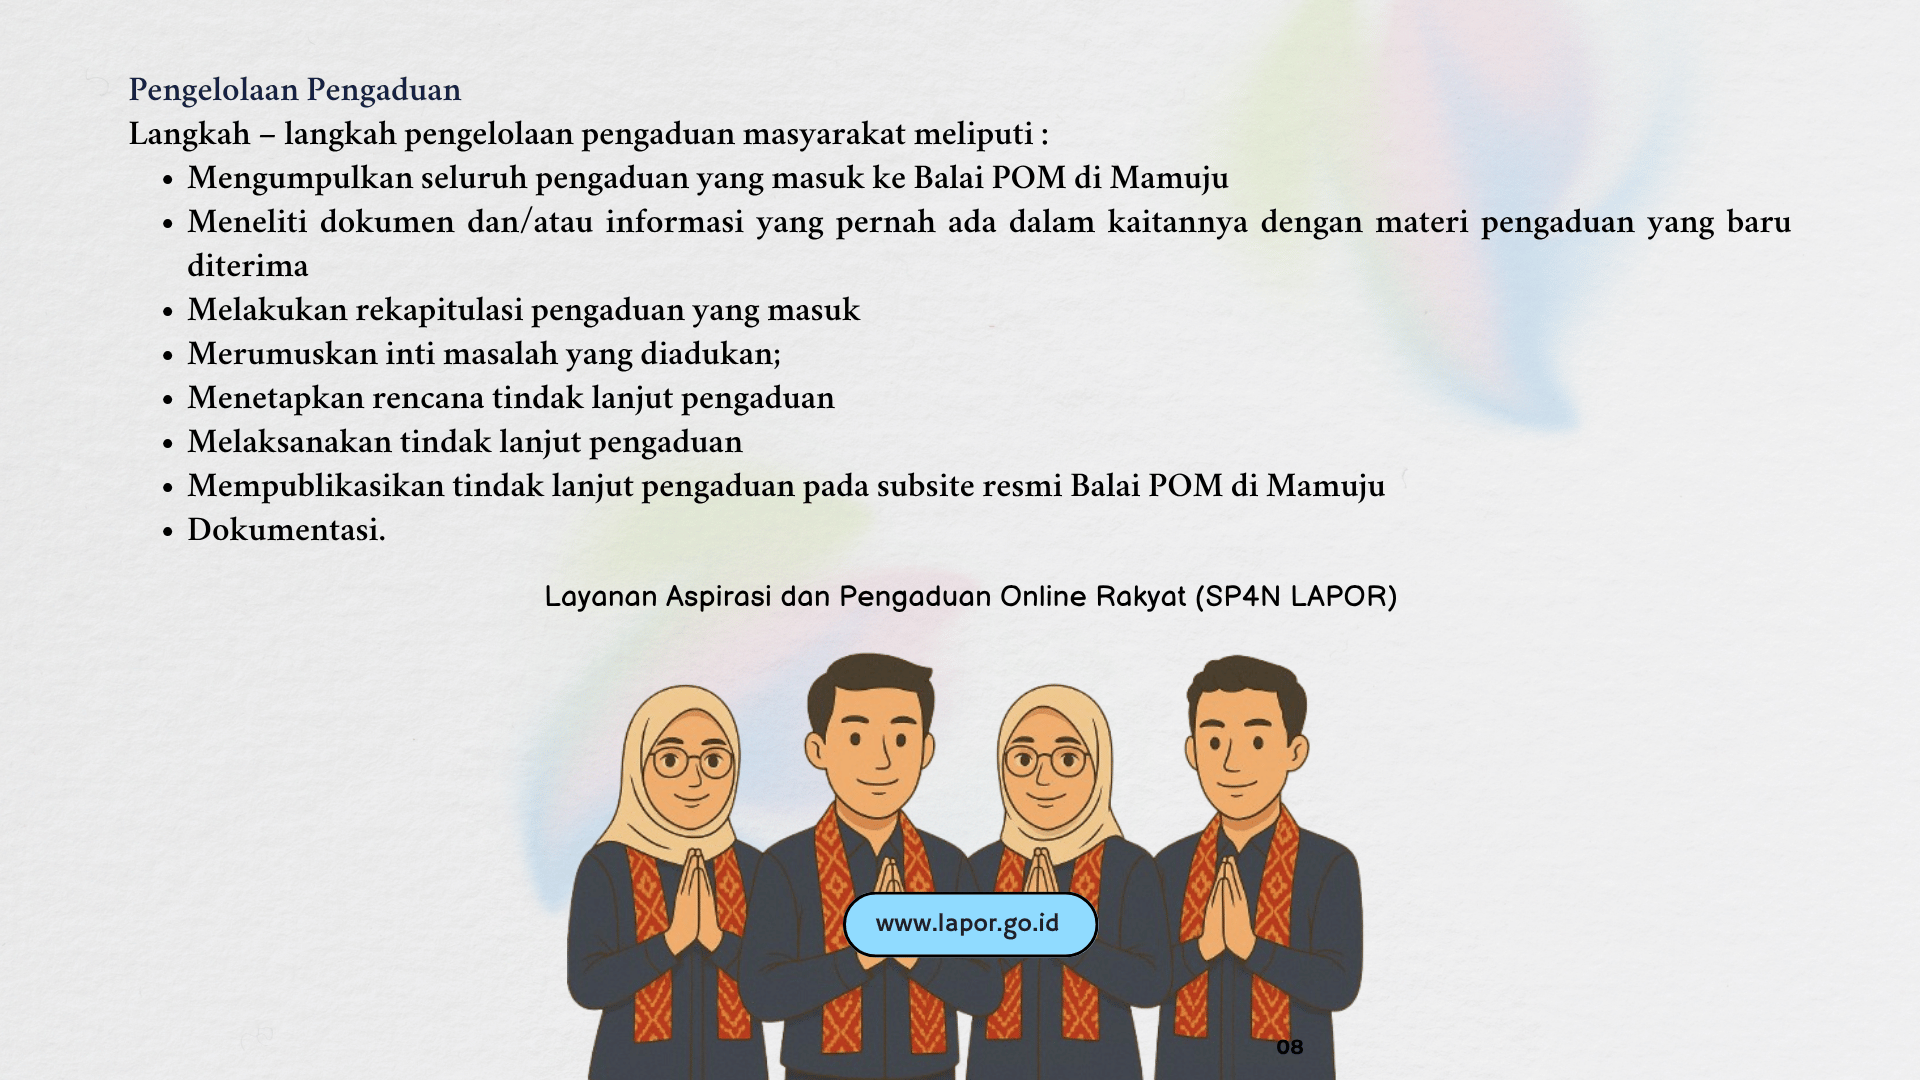 Pengelolaan Pengaduan
Langkah – langkah pengelolaan pengaduan masyarakat meliputi :
• Mengumpulkan seluruh pengaduan yang masuk ke Balai POM di Mamuju
• Meneliti dokumen dan/atau informasi yang pernah ada dalam kaitannya dengan materi pengaduan yang baru
diterima
• Melakukan rekapitulasi pengaduan yang masuk
• Merumuskan inti masalah yang diadukan;
• Menetapkan rencana tindak lanjut pengaduan
• Melaksanakan tindak lanjut pengaduan
• Mempublikasikan tindak lanjut pengaduan pada subsite resmi Balai POM di Mamuju
• Dokumentasi.
Layanan Aspirasi dan Pengaduan Online Rakyat (SP4N LAPOR)
www.lapor.go.id
08